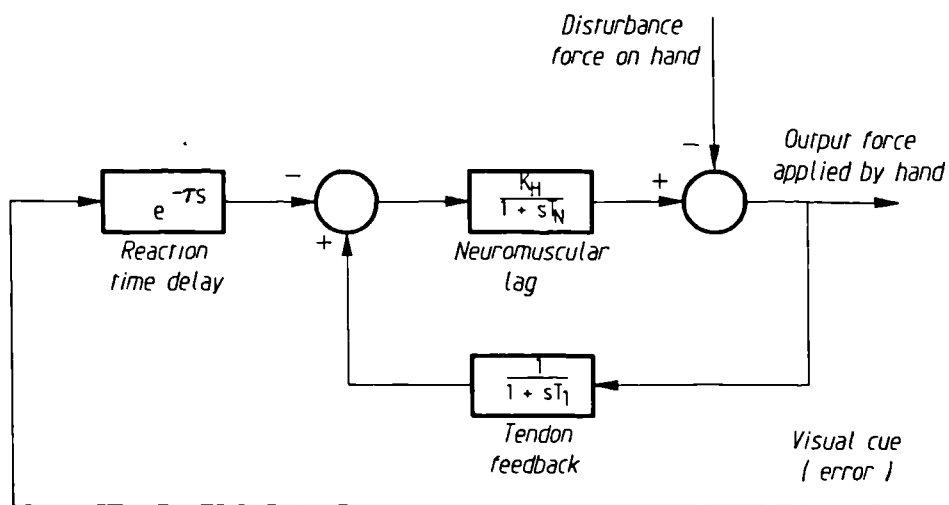 Disturbance
force on hand
−
Output force
applied by hand
e^{-τs}
−
+
K_H
1 + sT_N
+
Reaction
time delay
Neuromuscular
lag
1
1 + sT_1
Tendon
feedback
Visual cue
( error )